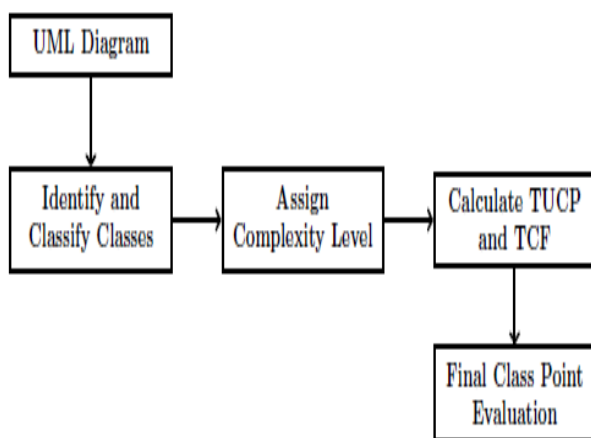 UML Diagram
Identify and
Classify Classes
Assign
Complexity Level
Calculate TUCP
and TCF
Final Class Point
Evaluation